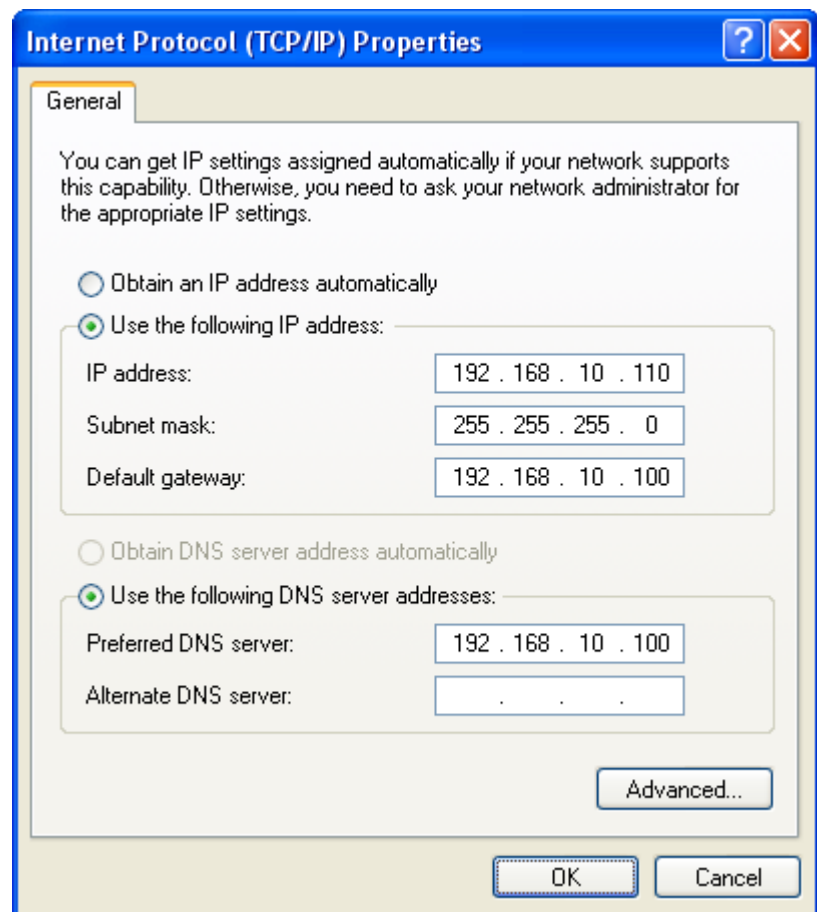 Internet Protocol (TCP/IP) Properties
General
You can get IP settings assigned automatically if your network supports
this capability. Otherwise, you need to ask your network administrator for
the appropriate IP settings.
Obtain an IP address automatically
Use the following IP address:
IP address: 192 . 168 . 10 . 110
Subnet mask: 255 . 255 . 255 . 0
Default gateway: 192 . 168 . 10 . 100
Obtain DNS server address automatically
Use the following DNS server addresses:
Preferred DNS server: 192 . 168 . 10 . 100
Alternate DNS server: . . .
Advanced...
OK Cancel